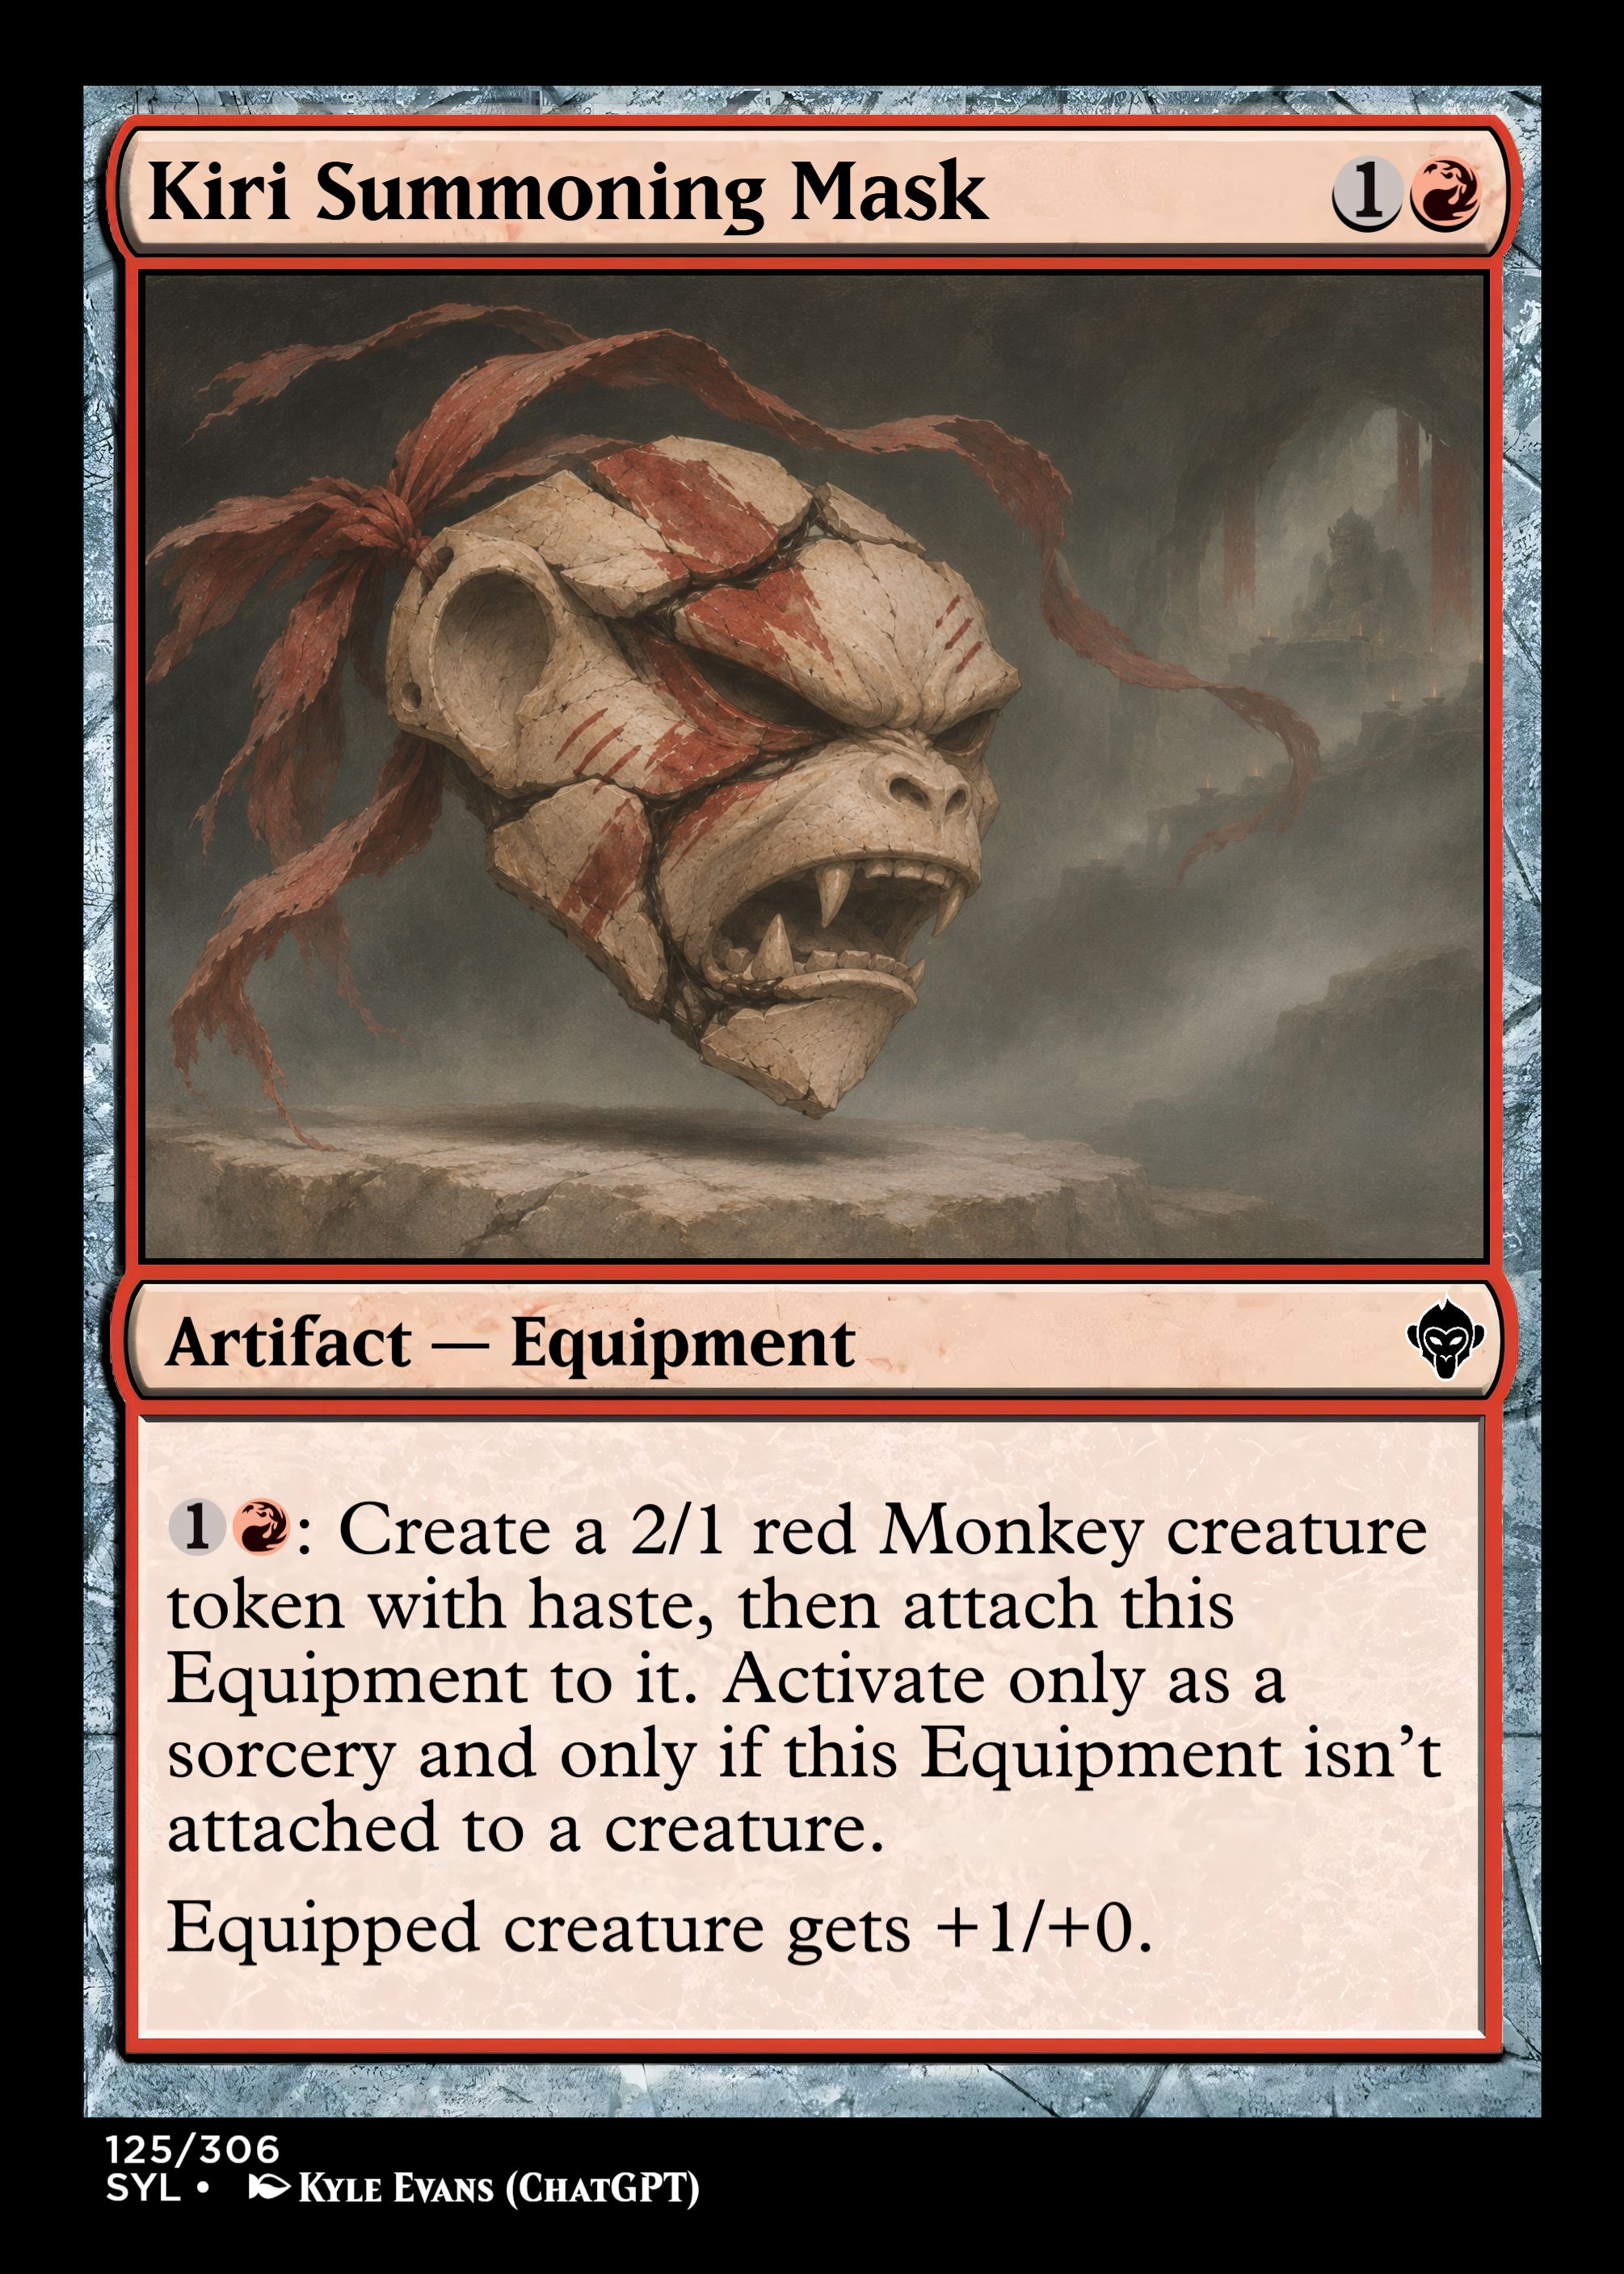 Kiri Summoning Mask 1
Artifact — Equipment
1: Create a 2/1 red Monkey creature
token with haste, then attach this
Equipment to it. Activate only as a
sorcery and only if this Equipment isn’t
attached to a creature.
Equipped creature gets +1/+0.
125/306
SYL • Kyle Evans (ChatGPT)